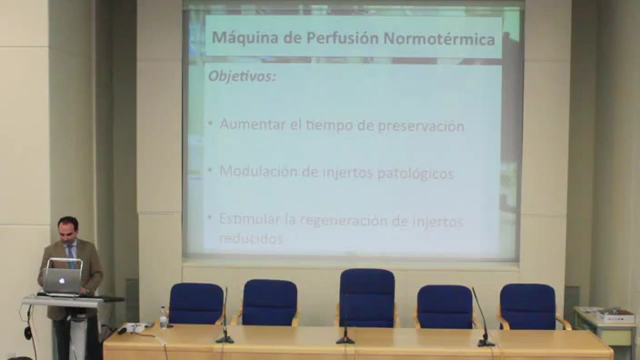 Máquina de Perfusión Normotérmica
Objetivos:
• Aumentar el tiempo de preservación
• Modulación de injertos patológicos
• Estimular la regeneración de injertos
reducidos